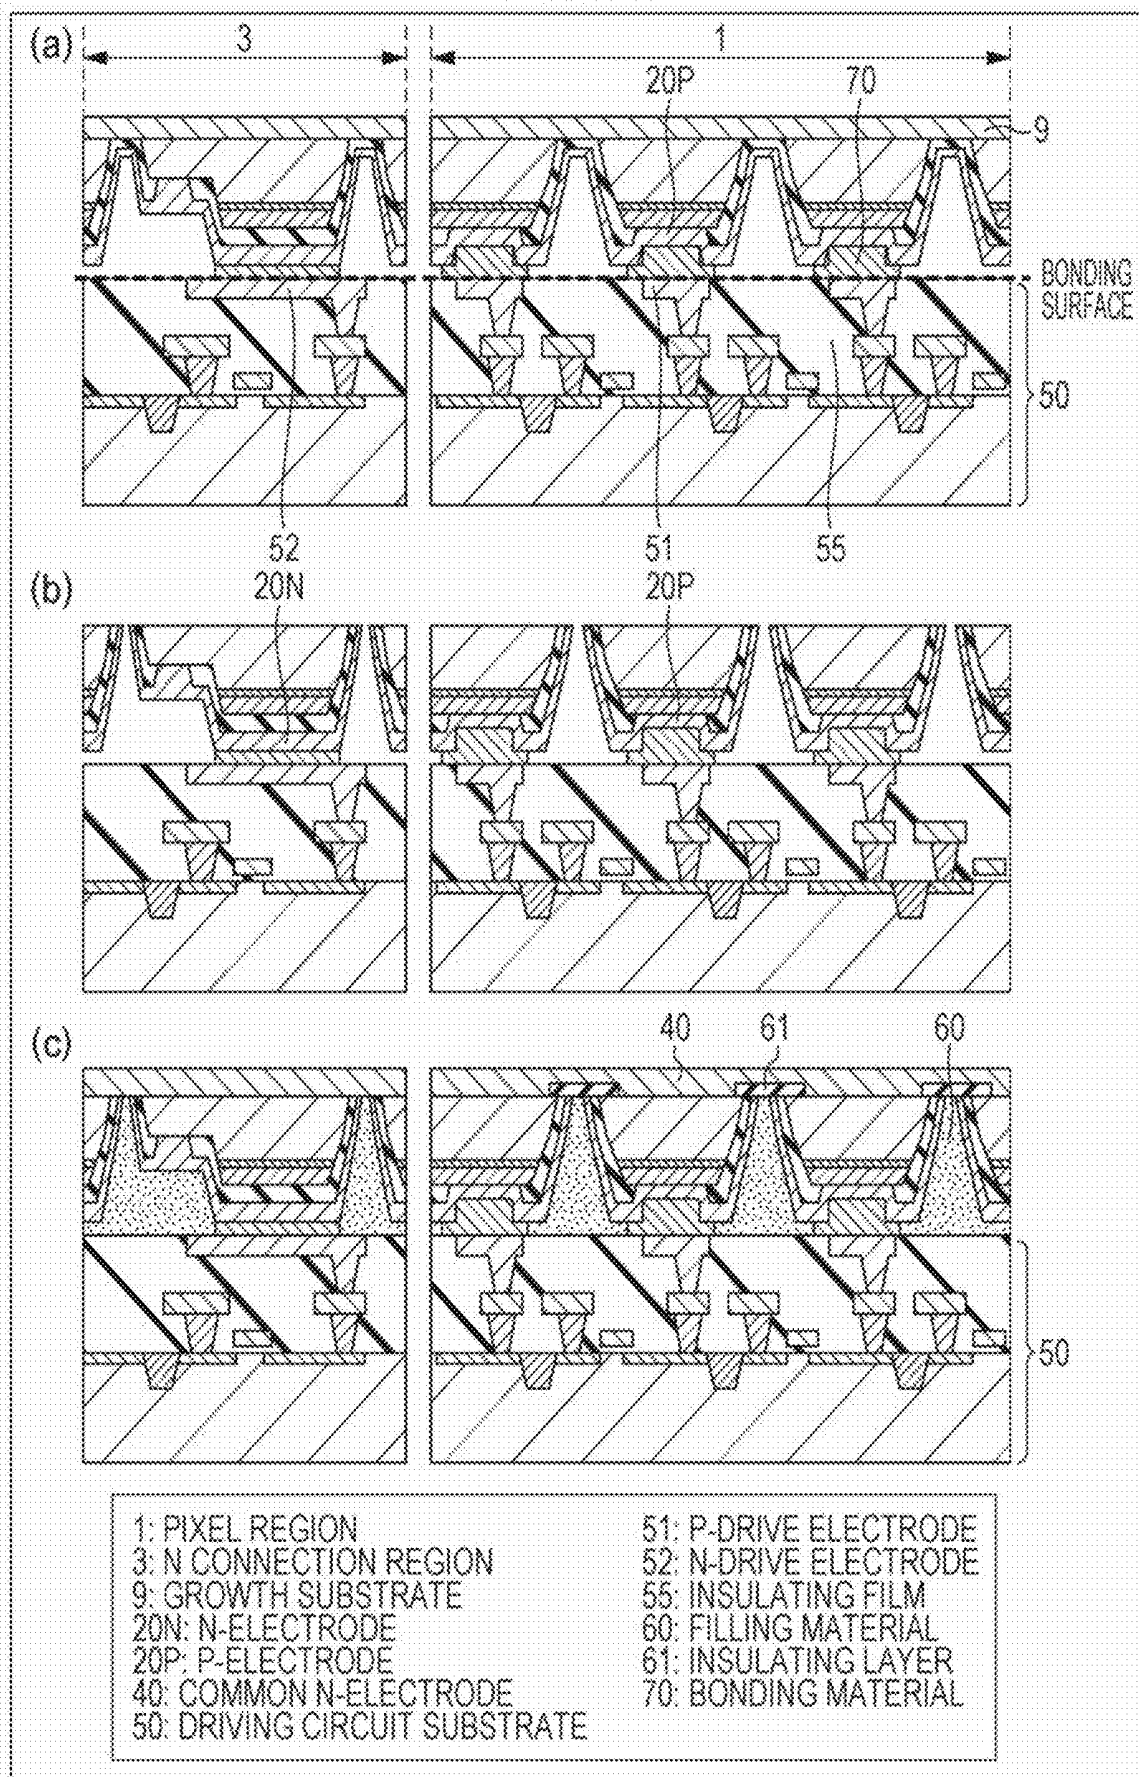 (a)
3
1
20P
70
9
BONDING
SURFACE
50
52
51
55
(b)
20N
20P
(c)
40
61
60
50
1: PIXEL REGION
3: N CONNECTION REGION
9: GROWTH SUBSTRATE
20N: N-ELECTRODE
20P: P-ELECTRODE
40: COMMON N-ELECTRODE
50: DRIVING CIRCUIT SUBSTRATE
51: P-DRIVE ELECTRODE
52: N-DRIVE ELECTRODE
55: INSULATING FILM
60: FILLING MATERIAL
61: INSULATING LAYER
70: BONDING MATERIAL